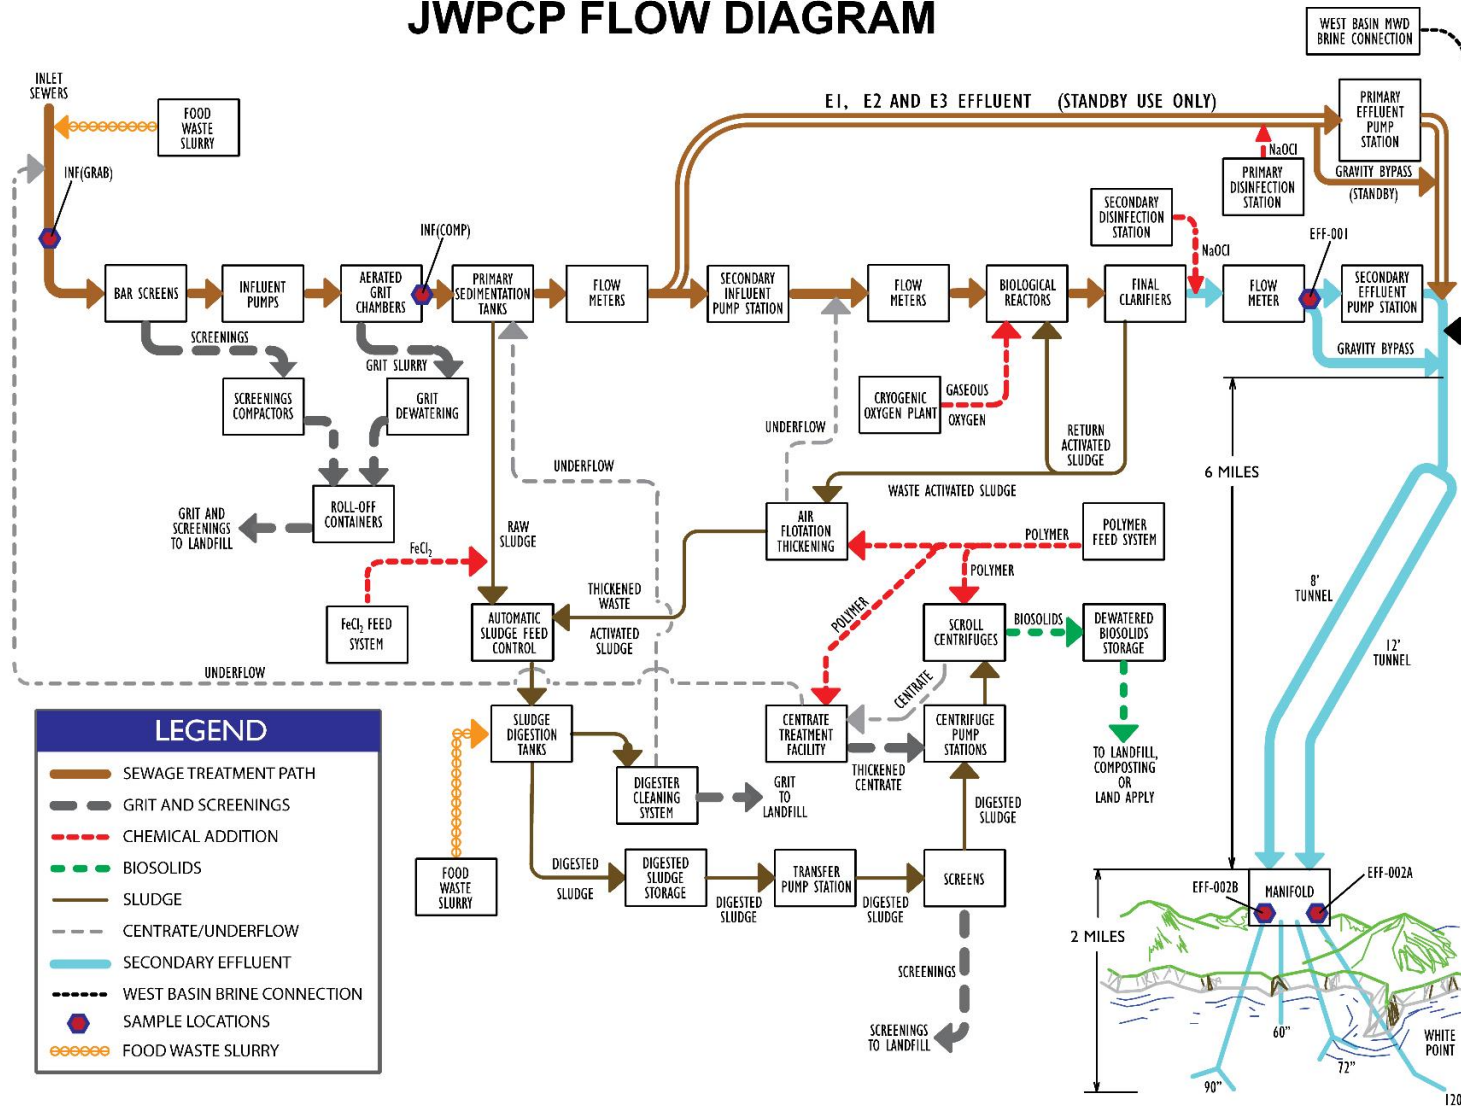 JWPCP FLOW DIAGRAM
WEST BASIN MWD
BRINE CONNECTION
INLET
SEWERS
FOOD
WASTE
SLURRY
INF(GRAB)
E1, E2 AND E3 EFFLUENT (STANDBY USE ONLY)
PRIMARY
EFFLUENT
PUMP
STATION
NaOCl
PRIMARY
DISINFECTION
STATION
GRAVITY BYPASS
(STANDBY)
SECONDARY
DISINFECTION
STATION
NaOCl
INF(COMP)
EFF-001
BAR SCREENS
INFLUENT
PUMPS
AERATED
GRIT
CHAMBERS
PRIMARY
SEDIMENTATION
TANKS
FLOW
METERS
SECONDARY
INFLUENT
PUMP STATION
FLOW
METERS
BIOLOGICAL
REACTORS
FINAL
CLARIFIERS
FLOW
METER
SECONDARY
EFFLUENT
PUMP STATION
GRAVITY BYPASS
SCREENINGS
GRIT SLURRY
SCREENINGS
COMPACTORS
GRIT
DEWATERING
CRYOGENIC
OXYGEN PLANT
GASEOUS
OXYGEN
UNDERFLOW
RETURN
ACTIVATED
SLUDGE
UNDERFLOW
WASTE ACTIVATED SLUDGE
6 MILES
GRIT AND
SCREENINGS
TO LANDFILL
ROLL-OFF
CONTAINERS
RAW
SLUDGE
AIR
FLOTATION
THICKENING
POLYMER
POLYMER
FEED SYSTEM
FeCl2
POLYMER
THICKENED
WASTE
ACTIVATED
SLUDGE
POLYMER
8'
TUNNEL
12'
TUNNEL
FeCl2 FEED
SYSTEM
AUTOMATIC
SLUDGE FEED
CONTROL
SCROLL
CENTRIFUGES
BIOSOLIDS
DEWATERED
BIOSOLIDS
STORAGE
UNDERFLOW
CENTRATE
SLUDGE
DIGESTION
TANKS
CENTRATE
TREATMENT
FACILITY
CENTRIFUGE
PUMP
STATIONS
THICKENED
CENTRATE
TO LANDFILL,
COMPOSTING
OR
LAND APPLY
DIGESTER
CLEANING
SYSTEM
GRIT
TO
LANDFILL
DIGESTED
SLUDGE
FOOD
WASTE
SLURRY
DIGESTED
SLUDGE
DIGESTED
SLUDGE
STORAGE
DIGESTED
SLUDGE
TRANSFER
PUMP STATION
DIGESTED
SLUDGE
SCREENS
SCREENINGS
SCREENINGS
TO LANDFILL
EFF-002B
MANIFOLD
EFF-002A
2 MILES
60"
72"
90"
120
WHITE
POINT
LEGEND
SEWAGE TREATMENT PATH
GRIT AND SCREENINGS
CHEMICAL ADDITION
BIOSOLIDS
SLUDGE
CENTRATE/UNDERFLOW
SECONDARY EFFLUENT
WEST BASIN BRINE CONNECTION
SAMPLE LOCATIONS
FOOD WASTE SLURRY